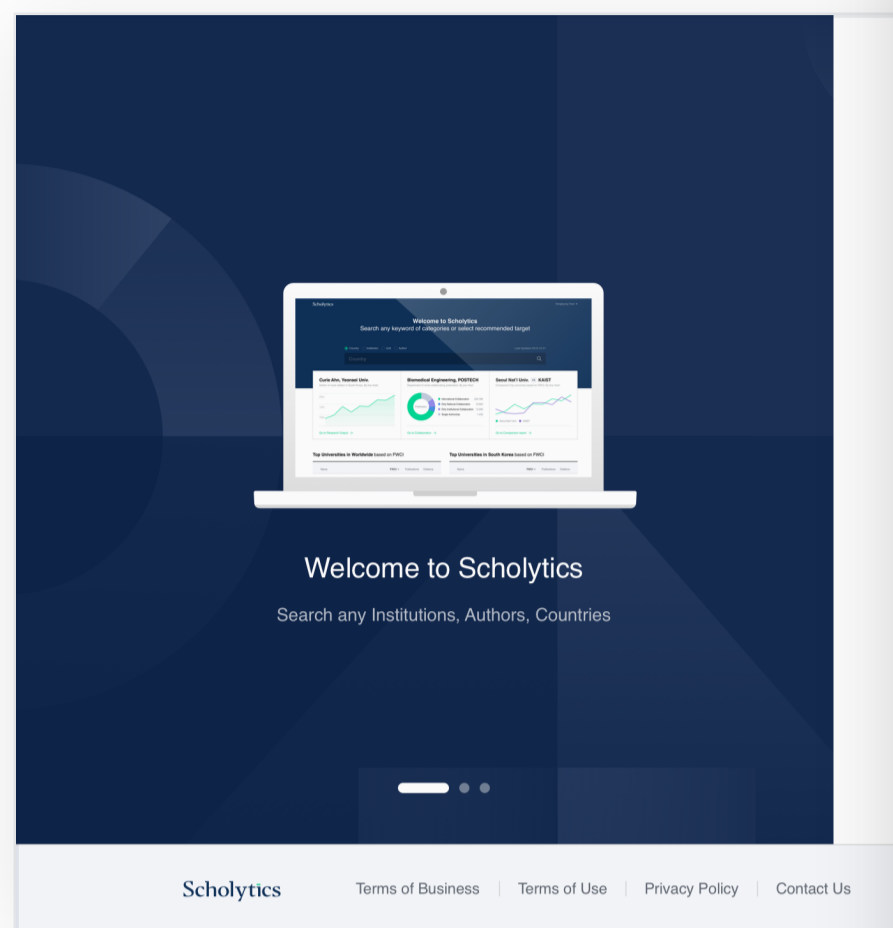 Scholytics
Welcome to Scholytics
Search any keyword of categories or select recommended target
Country
Curie Ahn, Yeonsei Univ.
Biomedical Engineering, POSTECH
Seoul Nat'l Univ. vs KAIST
Top Universities in Worldwide based on FWCI
Top Universities in South Korea based on FWCI
Welcome to Scholytics
Search any Institutions, Authors, Countries
Scholytics
Terms of Business
Terms of Use
Privacy Policy
Contact Us